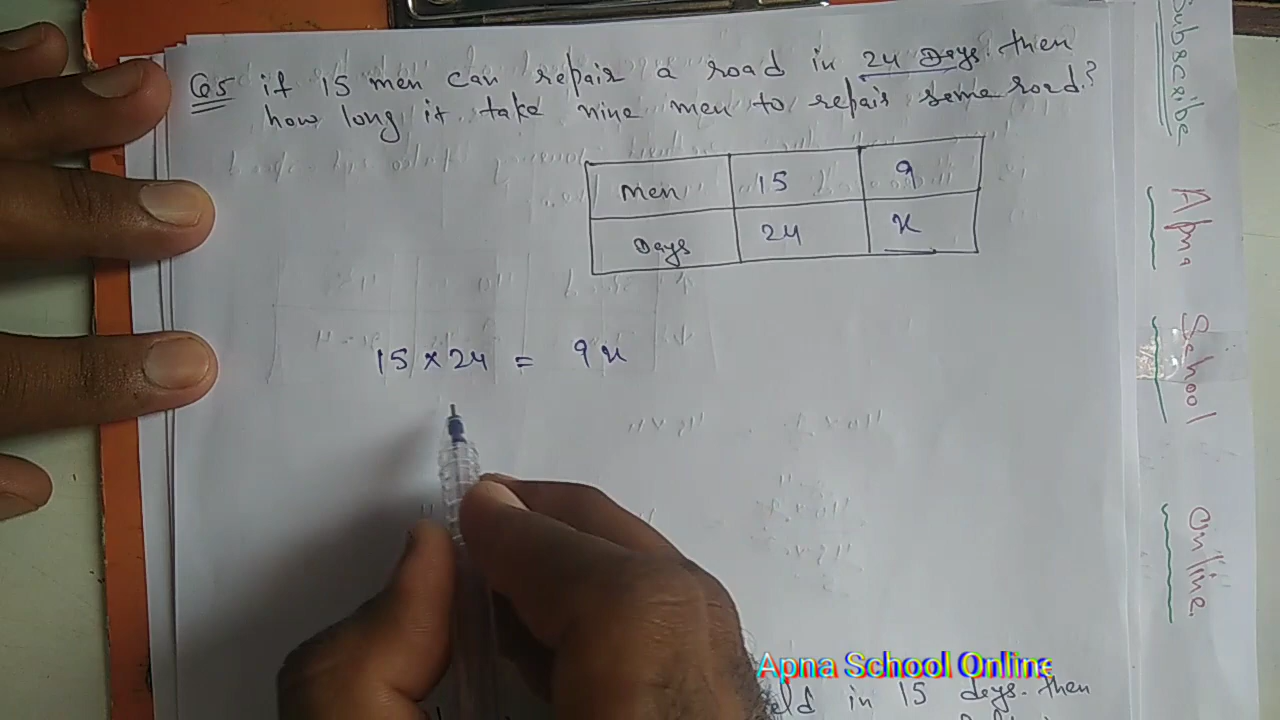 Q5 if 15 men can repair a road in 24 Days. then
how long it take nine men to repair same road.?
men 15 9
Days 24 x
15 × 24 = 9x
in 15 days. then
Subscribe
Apna
School
online.
Apna School Online